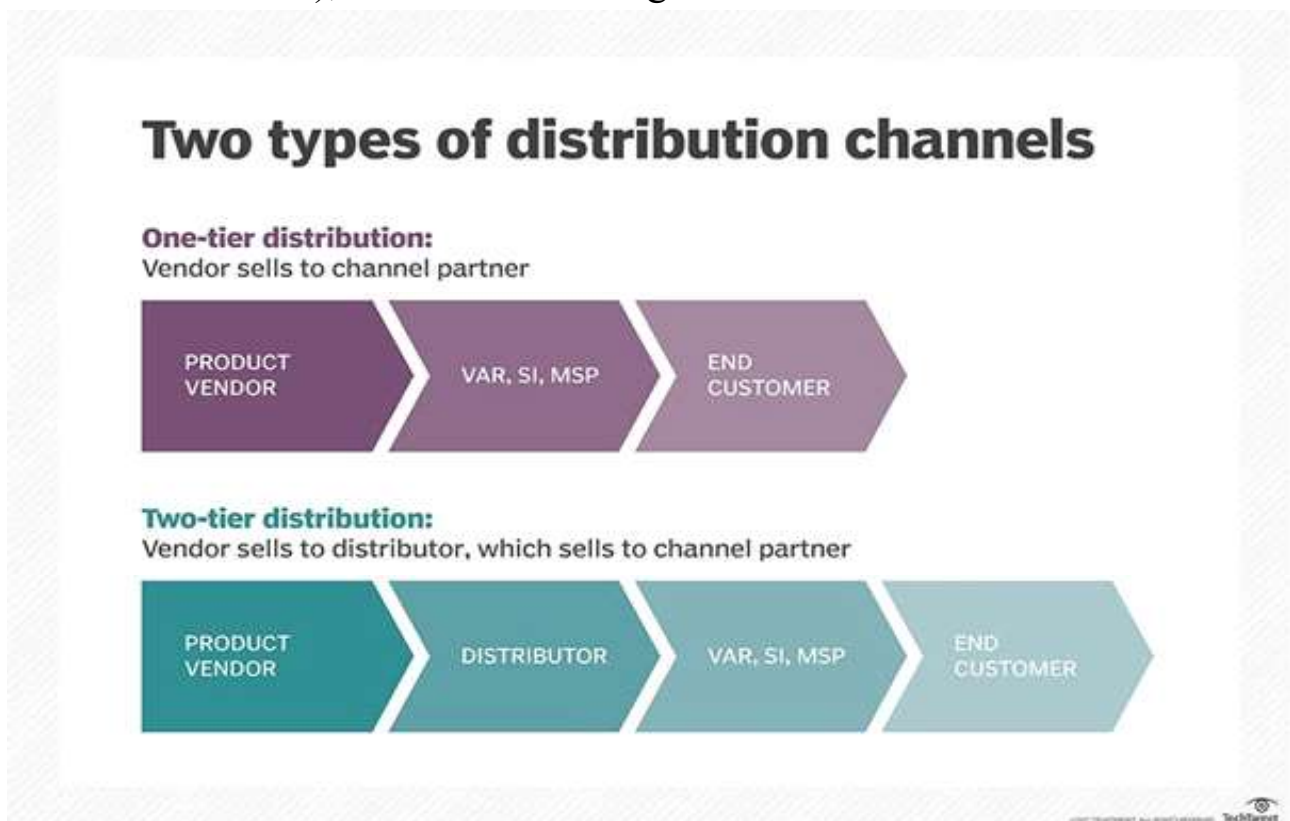 Two types of distribution channels
One-tier distribution:
Vendor sells to channel partner
PRODUCT
VENDOR
VAR, SI, MSP
END
CUSTOMER
Two-tier distribution:
Vendor sells to distributor, which sells to channel partner
PRODUCT
VENDOR
DISTRIBUTOR
VAR, SI, MSP
END
CUSTOMER
TechTarget